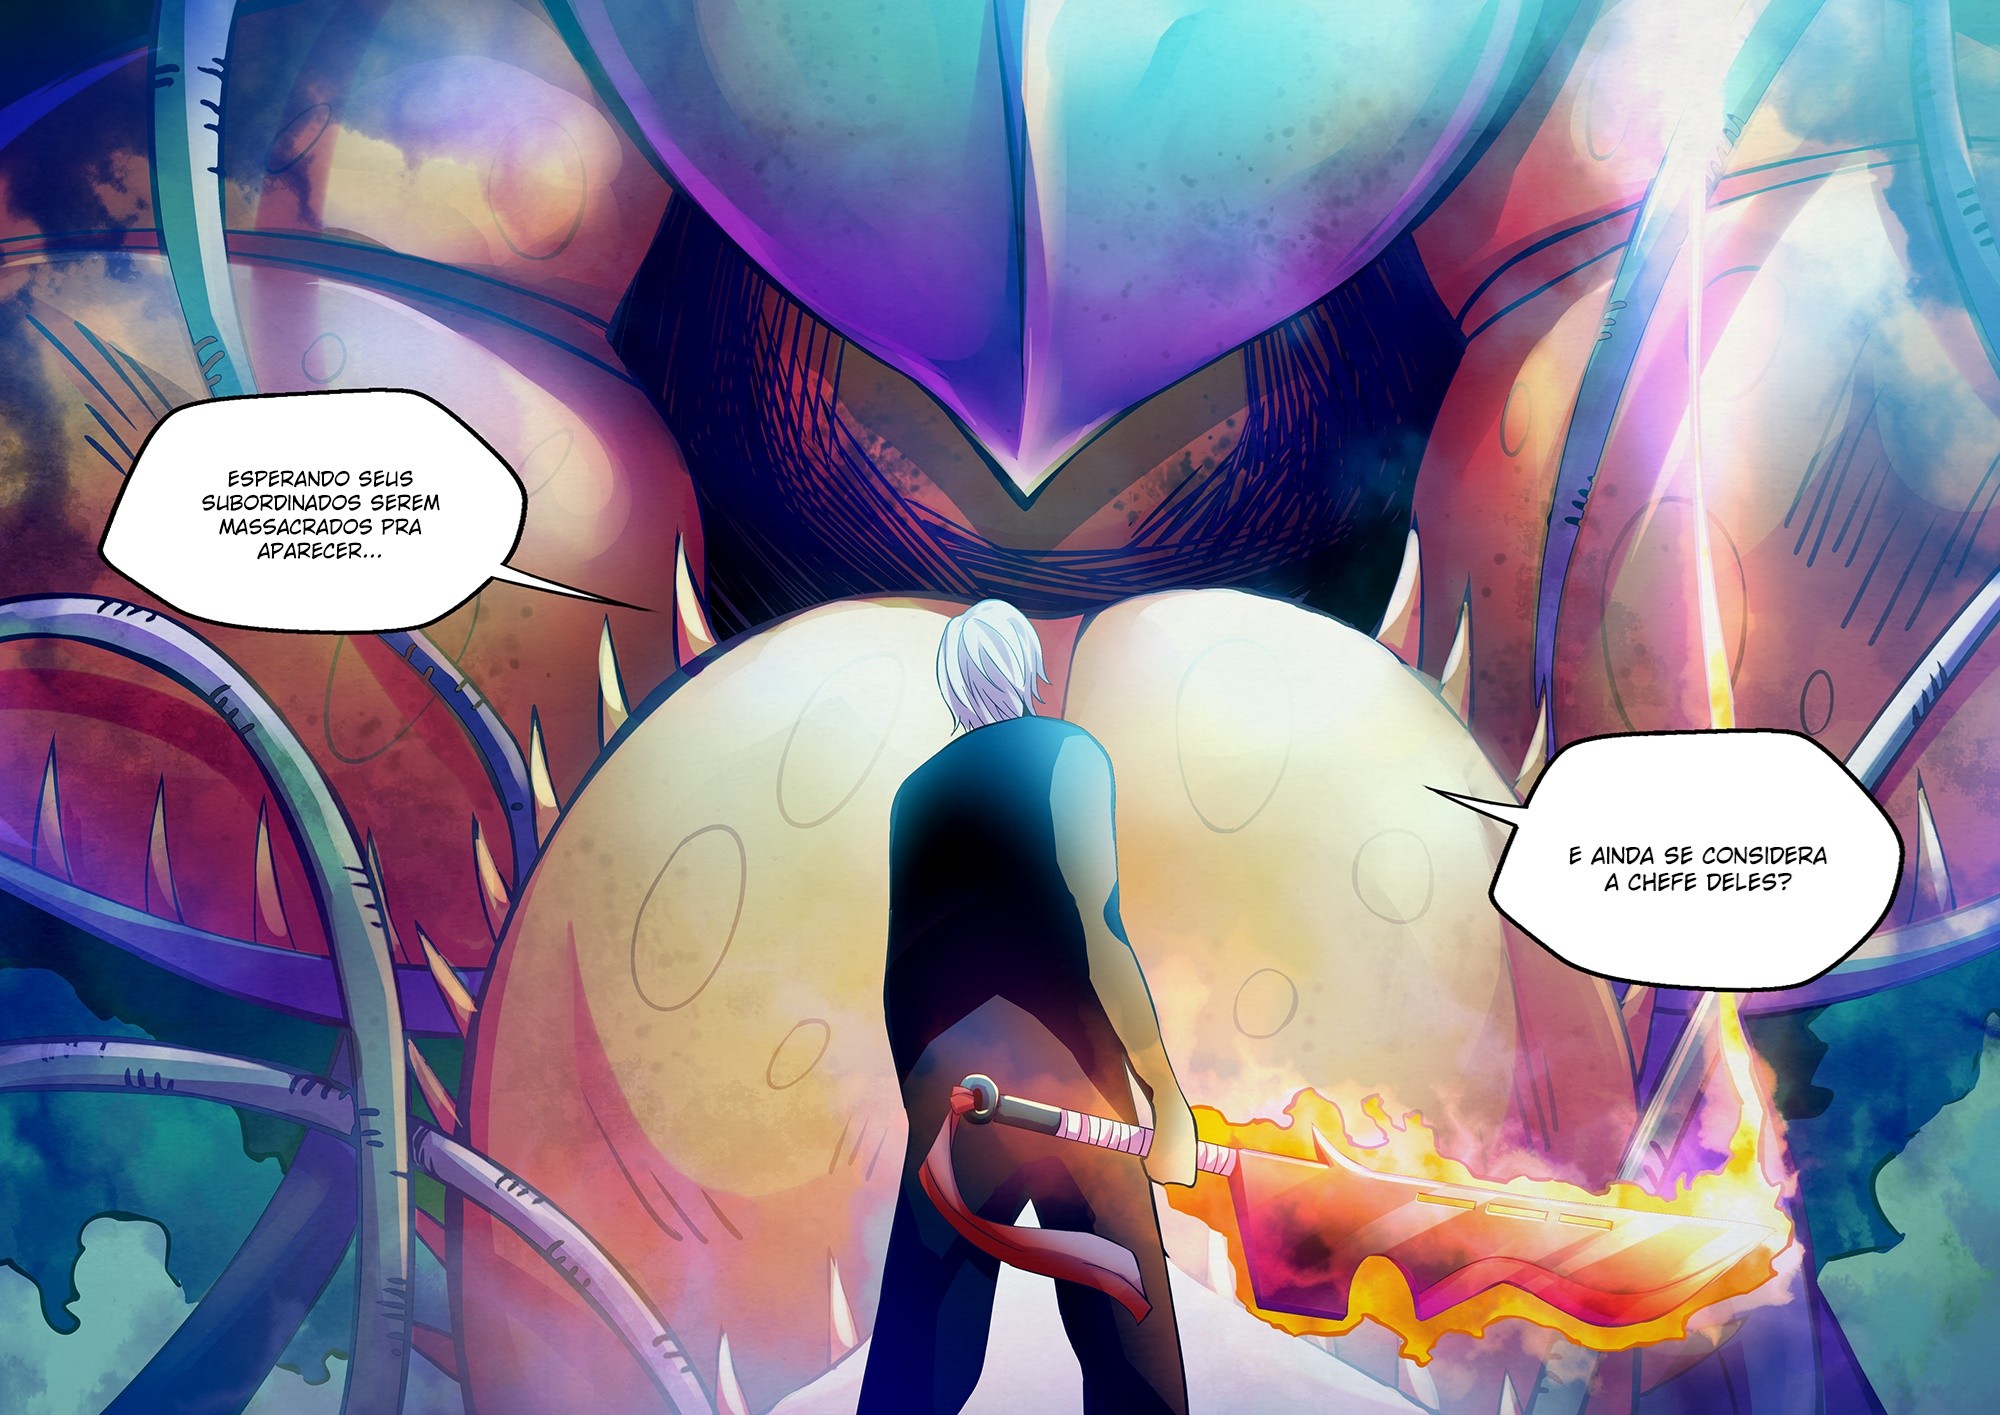 ESPERANDO SEUS
SUBORDINADOS SEREM
MASSACRADOS PRA
APARECER...
E AINDA SE CONSIDERA
A CHEFE DELES?